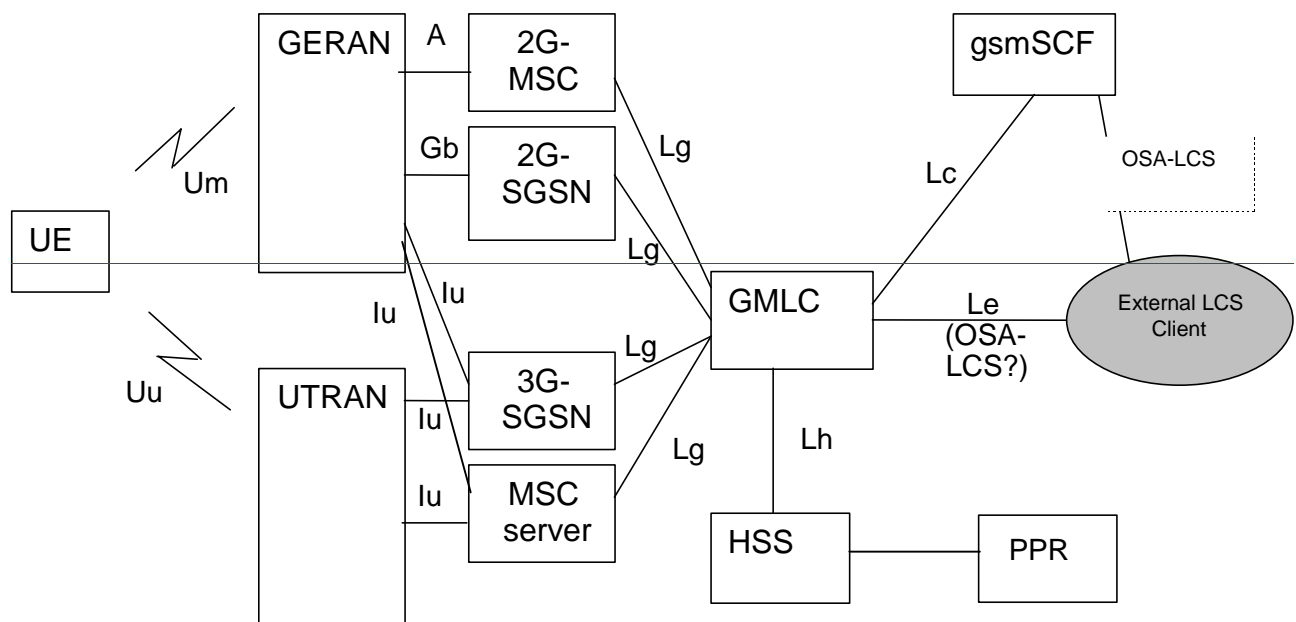 GERAN
A
2G-
MSC
gsmSCF
Gb
2G-
SGSN
Lg
Lc
OSA-LCS
Um
UE
Lg
Iu
Iu
GMLC
Le
(OSA-
LCS?)
External LCS
Client
Uu
UTRAN
3G-
SGSN
Lg
Iu
Lg
Lh
Iu
MSC
server
HSS
PPR